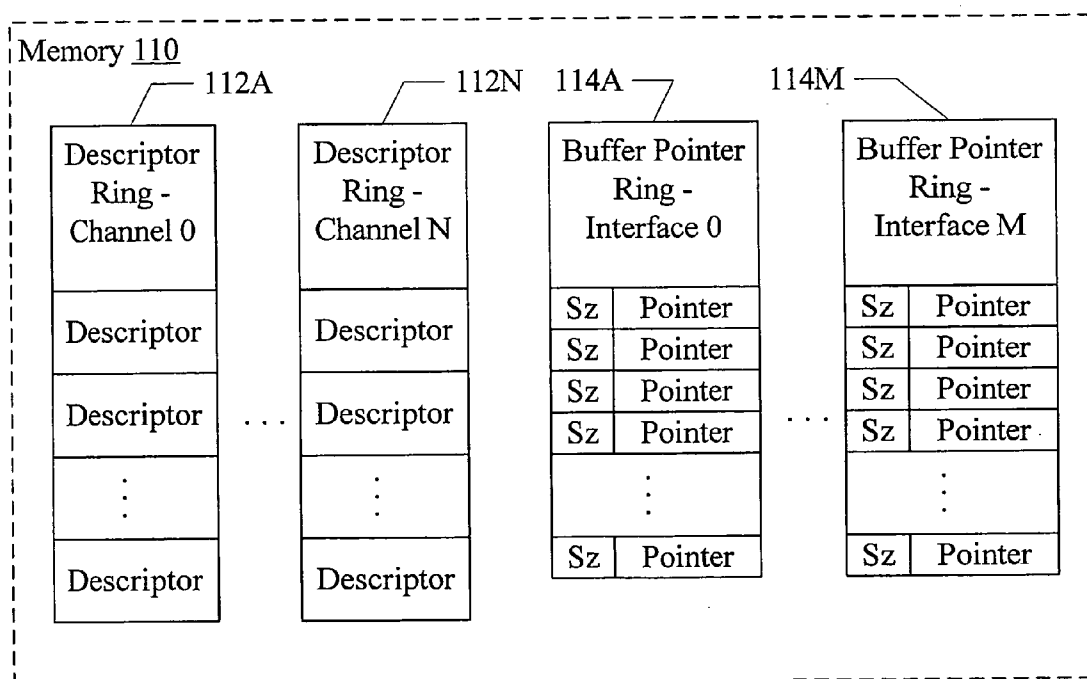 Memory 110
112A
112N
114A
114M
Descriptor
Ring -
Channel 0
Descriptor
Descriptor
⋮
Descriptor
. . .
Descriptor
Ring -
Channel N
Descriptor
Descriptor
⋮
Descriptor
Buffer Pointer
Ring -
Interface 0
Sz Pointer
Sz Pointer
Sz Pointer
Sz Pointer
⋮
Sz Pointer
. . .
Buffer Pointer
Ring -
Interface M
Sz Pointer
Sz Pointer
Sz Pointer
Sz Pointer
⋮
Sz Pointer